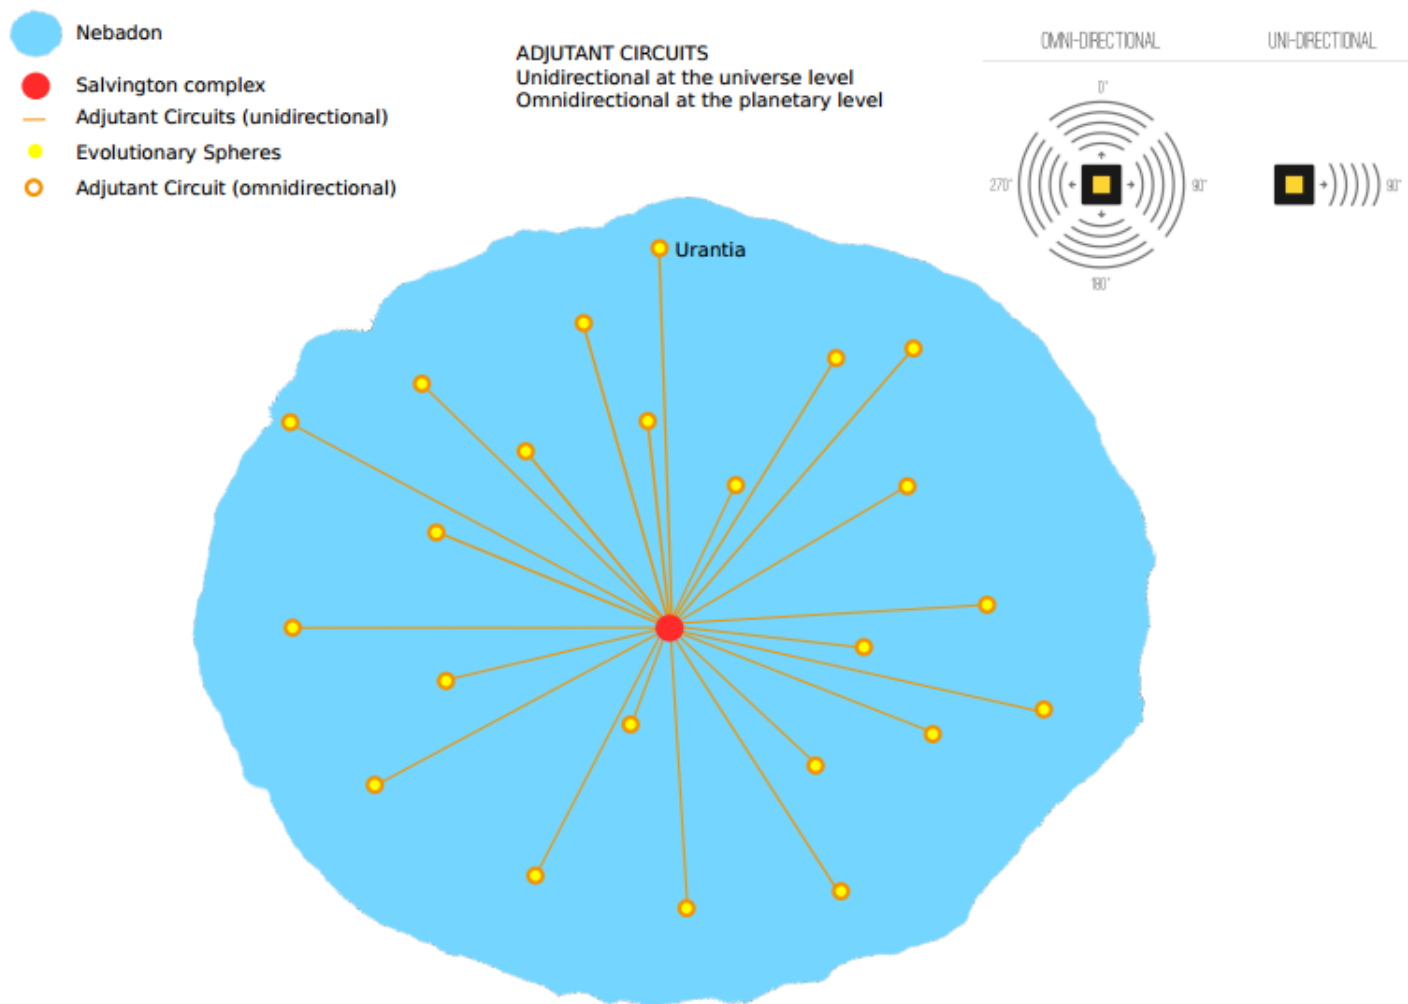 Nebadon
Salvington complex
Adjutant Circuits (unidirectional)
Evolutionary Spheres
Adjutant Circuit (omnidirectional)
ADJUTANT CIRCUITS
Unidirectional at the universe level
Omnidirectional at the planetary level
OMNI-DIRECTIONAL
UNI-DIRECTIONAL
0°
270°
90°
90°
180°
Urantia